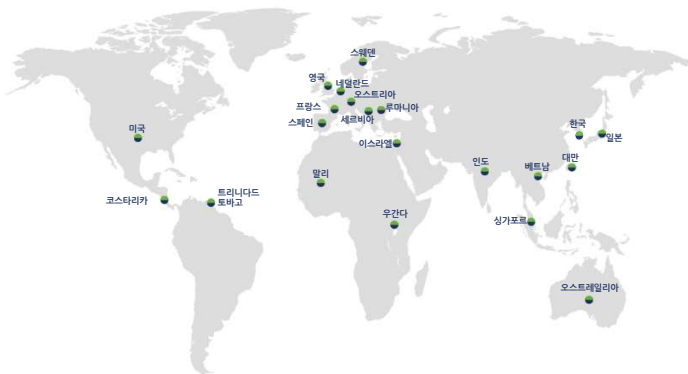 스웨덴
영국
네덜란드
오스트리아
프랑스
루마니아
스페인
세르비아
미국
한국
일본
이스라엘
대만
인도
베트남
말리
코스타리카
트리니다드
토바고
우간다
싱가포르
오스트레일리아